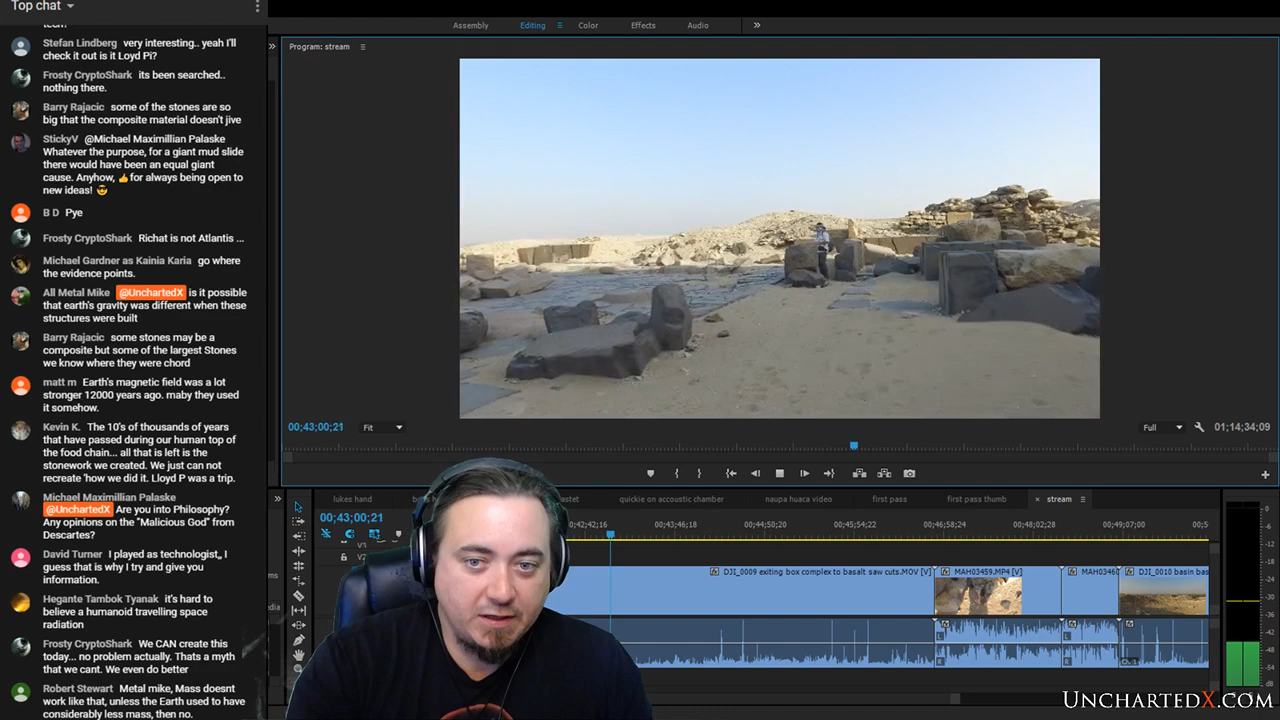 Top chat
tech.
Stefan Lindberg very interesting.. yeah I'll
check it out is it Loyd Pi?
Frosty CryptoShark its been searched..
nothing there.
Barry Rajacic some of the stones are so
big that the composite material doesn't jive
StickyV @Michael Maximillian Palaske
Whatever the purpose, for a giant mud slide
there would have been an equal giant
cause. Anyhow, 👍for always being open to
new ideas! 😎
B D Pye
Frosty CryptoShark Richat is not Atlantis ...
Michael Gardner as Kainia Karia go where
the evidence points.
All Metal Mike @UnchartedX is it possible
that earth's gravity was different when these
structures were built
Barry Rajacic some stones may be a
composite but some of the largest Stones
we know where they were chord
matt m Earth's magnetic field was a lot
stronger 12000 years ago. maby they used
it somehow.
Kevin K. The 10's of thousands of years
that have passed during our human top of
the food chain... all that is left is the
stonework we created. We just can not
recreate 'how we did it. Lloyd P was a trip.
Michael Maximillian Palaske
@UnchartedX Are you into Philosophy?
Any opinions on the "Malicious God" from
Descartes?
David Turner I played as technologist,, I
guess that is why I try and give you
information.
Hegante Tambok Tyanak it's hard to
believe a humanoid travelling space
radiation
Frosty CryptoShark We CAN create this
today... no problem actually. Thats a myth
that we cant. We even do better
Robert Stewart Metal mike, Mass doesnt
work like that, unless the Earth used to have
considerably less mass, then no.
Assembly Editing Color Effects Audio
Program: stream
00;43;00;21 Fit Full 01;14;34;09
lukes hand quickie on accoustic chamber naupa huaca video first pass first pass thumb × stream
00;43;00;21
00;42;42;16 00;43;46;18 00;44;50;20 00;45;54;22 00;46;58;24 00;48;02;28 00;49;07;00
DJI_0009 exiting box complex to basalt saw cuts.MOV [V] MAH03459.MP4 [V] MAH0346 DJI_0010 basin bas
0
-6
-12
-18
-24
-30
-36
-42
-48
-54
dB
UnchartedX.com